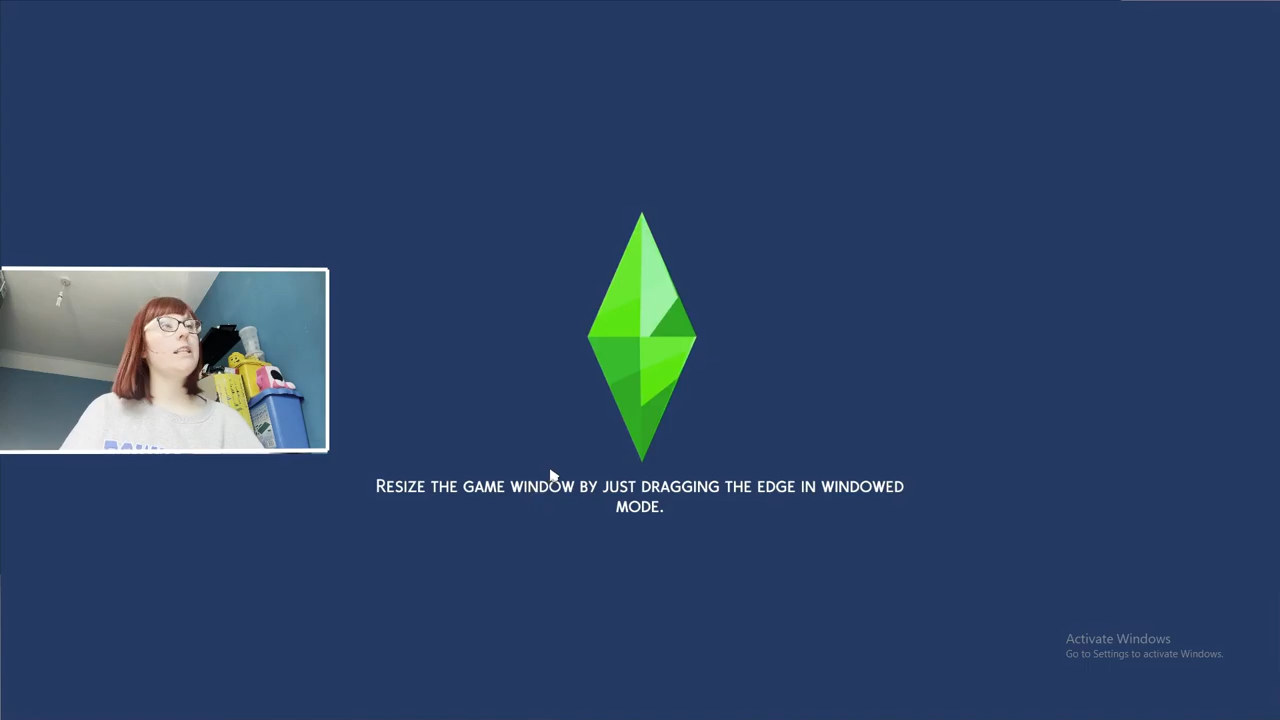 RESIZE THE GAME WINDOW BY JUST DRAGGING THE EDGE IN WINDOWED
MODE.
Activate Windows
Go to Settings to activate Windows.